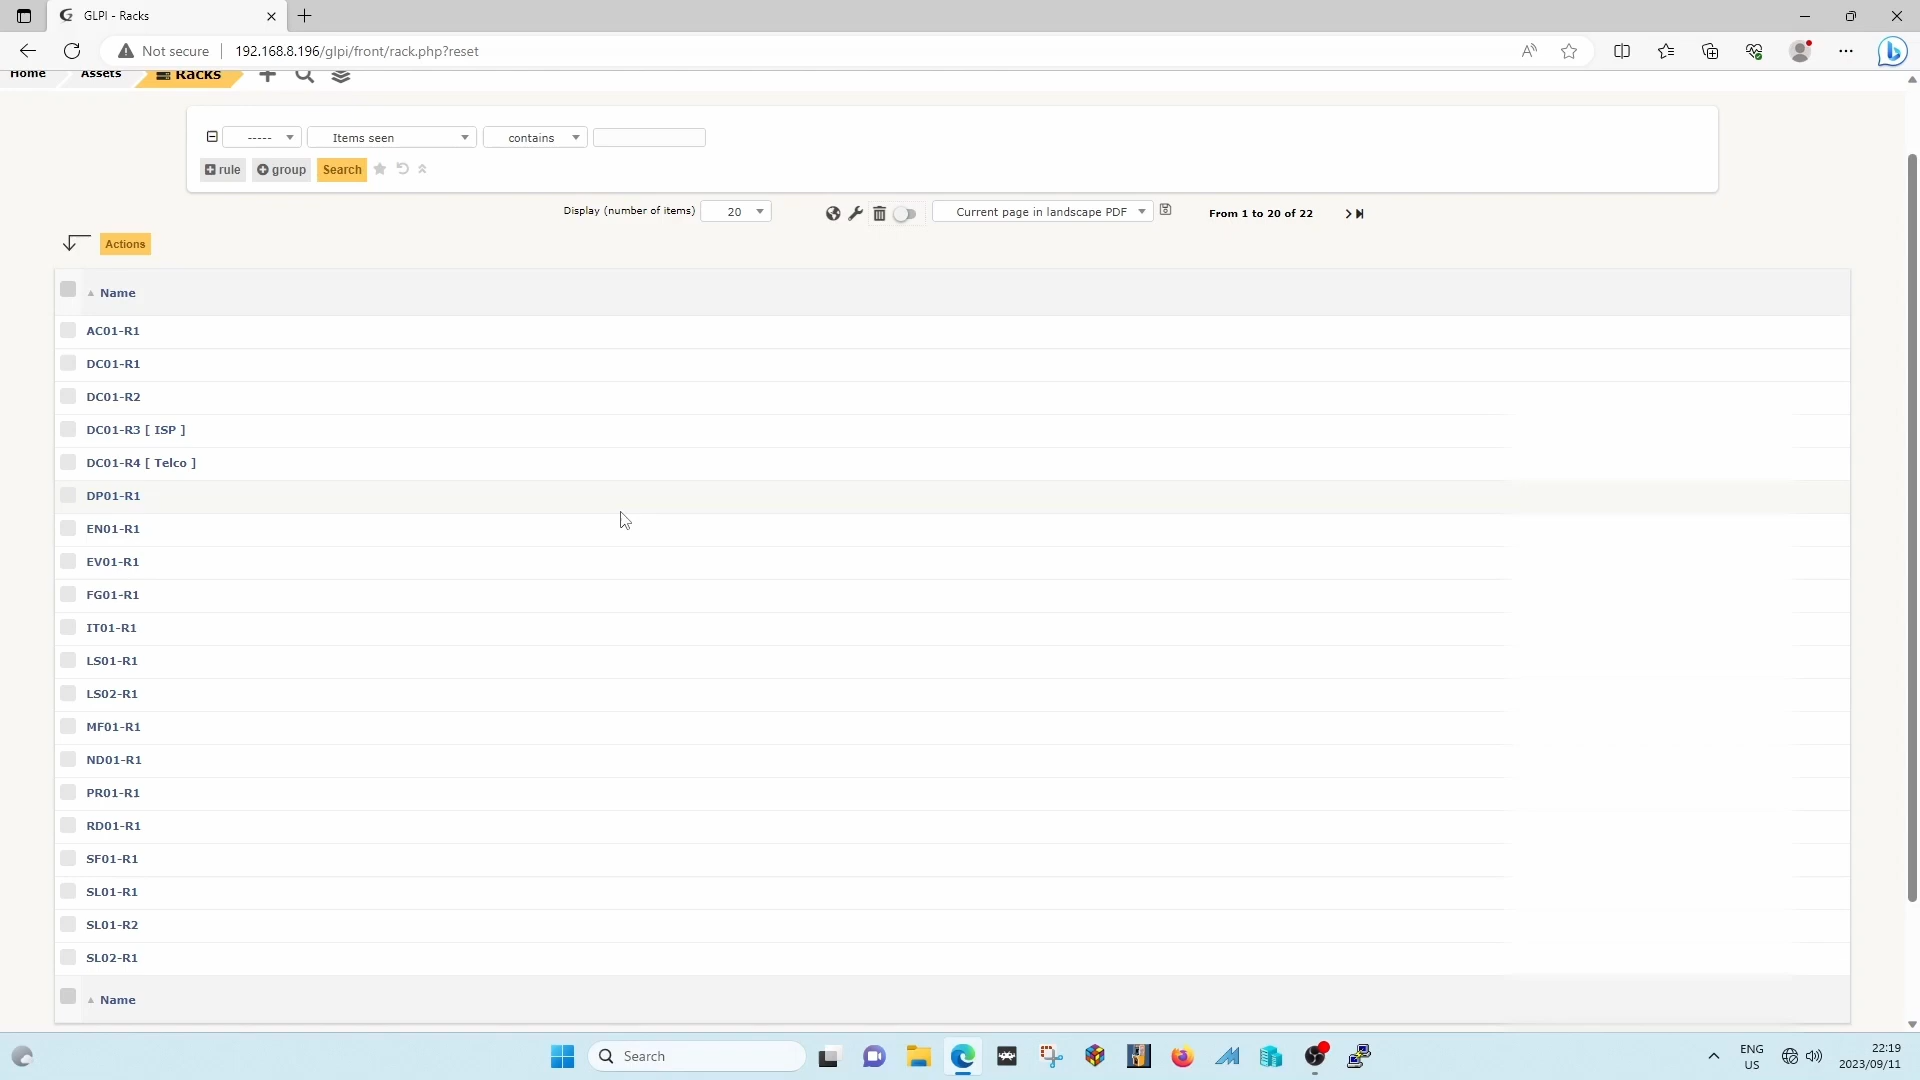 GLPI - Racks
Not secure 192.168.8.196/glpi/front/rack.php?reset
Home Assets Racks
----- Items seen contains
rule group Search
Display (number of items) 20 Current page in landscape PDF From 1 to 20 of 22
Actions
Name
AC01-R1
DC01-R1
DC01-R2
DC01-R3 [ ISP ]
DC01-R4 [ Telco ]
DP01-R1
EN01-R1
EV01-R1
FG01-R1
IT01-R1
LS01-R1
LS02-R1
MF01-R1
ND01-R1
PR01-R1
RD01-R1
SF01-R1
SL01-R1
SL01-R2
SL02-R1
Name
Search
ENG
US
22:19
2023/09/11